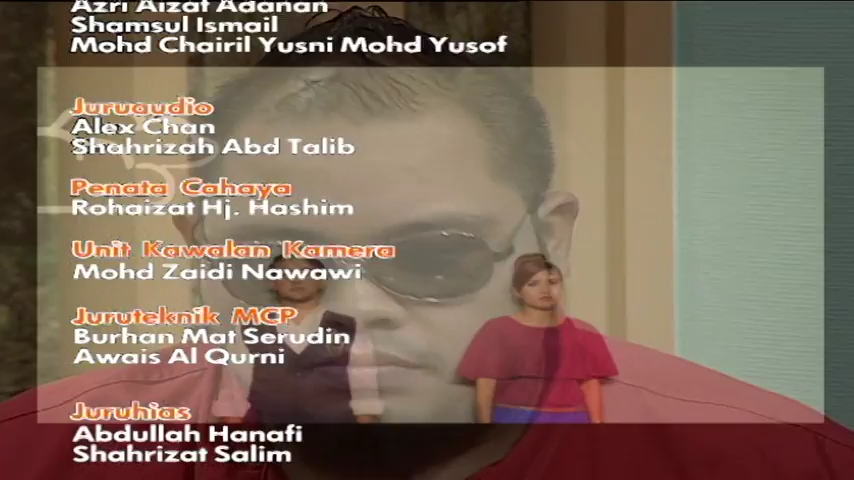 Azri Aizat Adanan
Shamsul Ismail
Mohd Chairil Yusni Mohd Yusof
Juruaudio
Alex Chan
Shahrizah Abd Talib
Penata Cahaya
Rohaizat Hj. Hashim
Unit Kawalan Kamera
Mohd Zaidi Nawawi
Juruteknik MCP
Burhan Mat Serudin
Awais Al Qurni
Juruhias
Abdullah Hanafi
Shahrizat Salim